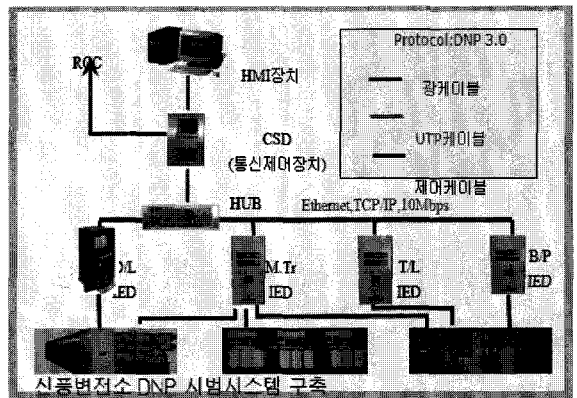 Protocol:DNP 3.0
광케이블
UTP케이블
제어케이블
RCC
HMI장치
CSD
(통신제어장치)
HUB
Ethernet,TCP/IP,10Mbps
M.Tr
IED
T/L
IED
B/P
IED
신풍변전소 DNP 시범시스템 구축